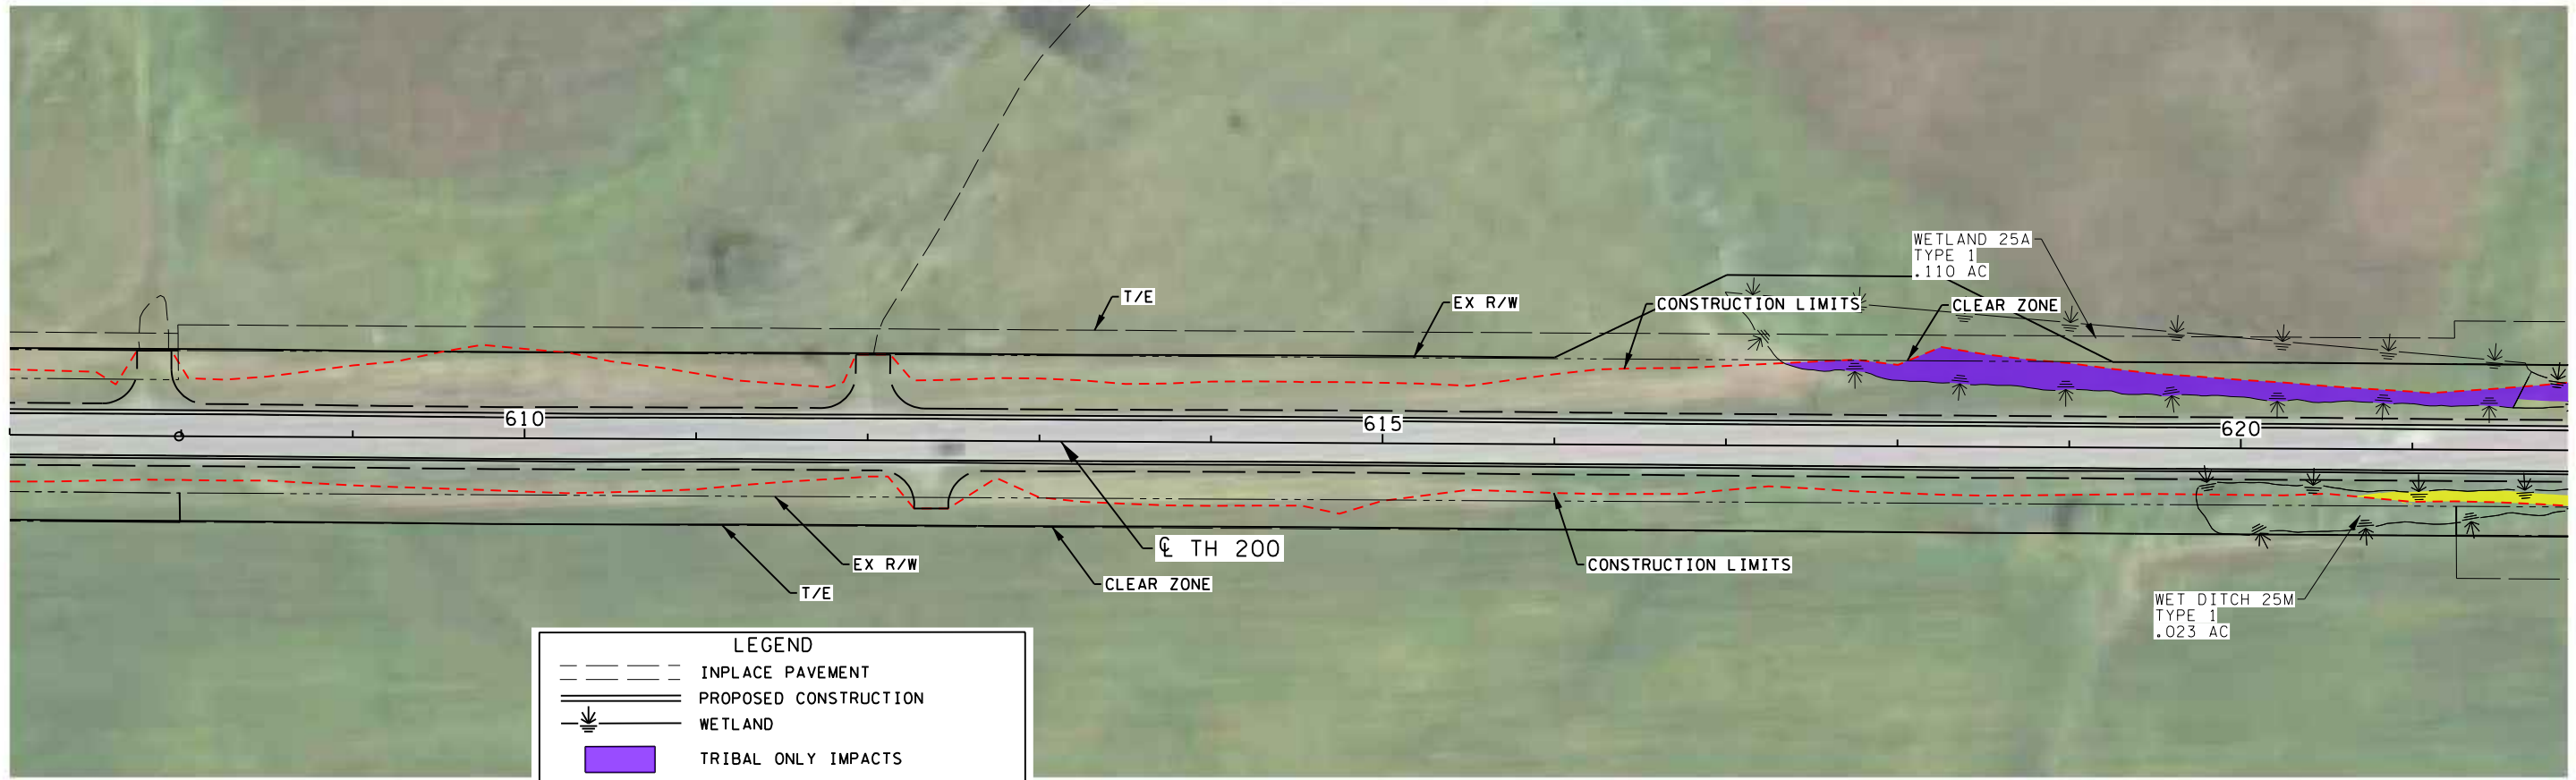 WETLAND 25A
TYPE 1
.110 AC
T/E
EX R/W
CONSTRUCTION LIMITS
CLEAR ZONE
610
615
620
℄ TH 200
EX R/W
CONSTRUCTION LIMITS
CLEAR ZONE
T/E
WET DITCH 25M
TYPE 1
.023 AC
LEGEND
INPLACE PAVEMENT
PROPOSED CONSTRUCTION
WETLAND
TRIBAL ONLY IMPACTS